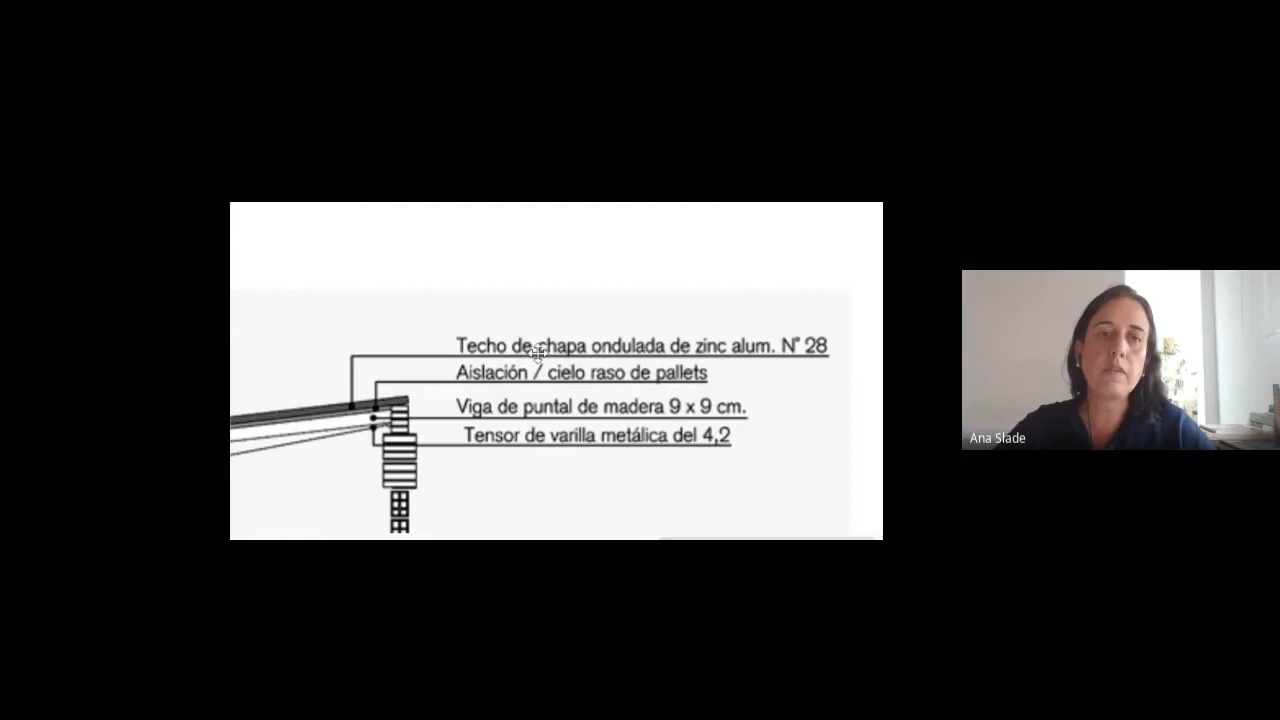 Techo de chapa ondulada de zinc alum. N° 28
Aislación / cielo raso de pallets
Viga de puntal de madera 9 x 9 cm.
Tensor de varilla metálica del 4,2
Ana Slade